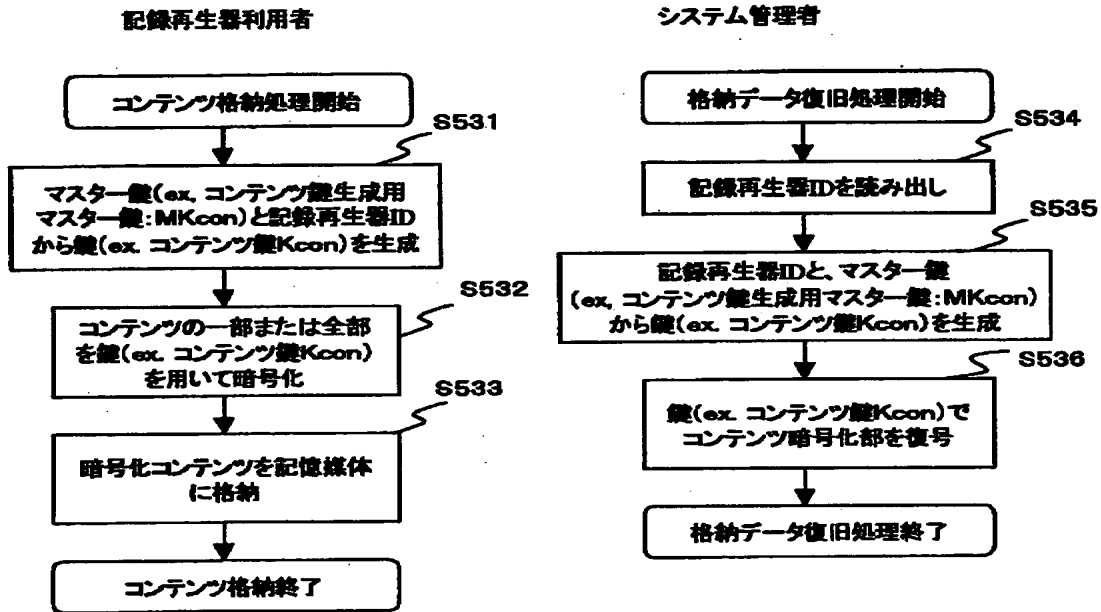 記録再生器利用者
コンテンツ格納処理開始
S531
マスター鍵(ex, コンテンツ鍵生成用
マスター鍵:MKcon)と記録再生器ID
から鍵(ex. コンテンツ鍵Kcon)を生成
S532
コンテンツの一部または全部
を鍵(ex. コンテンツ鍵Kcon)
を用いて暗号化
S533
暗号化コンテンツを記憶媒体
に格納
コンテンツ格納終了
システム管理者
格納データ復旧処理開始
S534
記録再生器IDを読み出し
S535
記録再生器IDと、マスター鍵
(ex, コンテンツ鍵生成用マスター鍵:MKcon)
から鍵(ex. コンテンツ鍵Kcon)を生成
S536
鍵(ex. コンテンツ鍵Kcon)で
コンテンツ暗号化部を復号
格納データ復旧処理終了